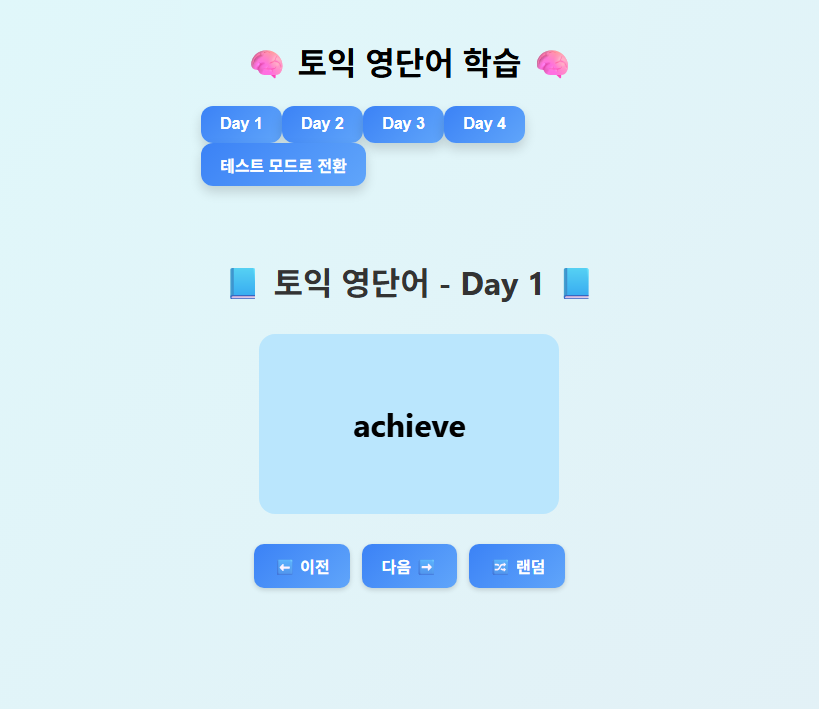 🧠 토익 영단어 학습 🧠
Day 1 Day 2 Day 3 Day 4
테스트 모드로 전환
📘 토익 영단어 - Day 1 📘
achieve
⬅️ 이전 다음 ➡️ 🔀 랜덤